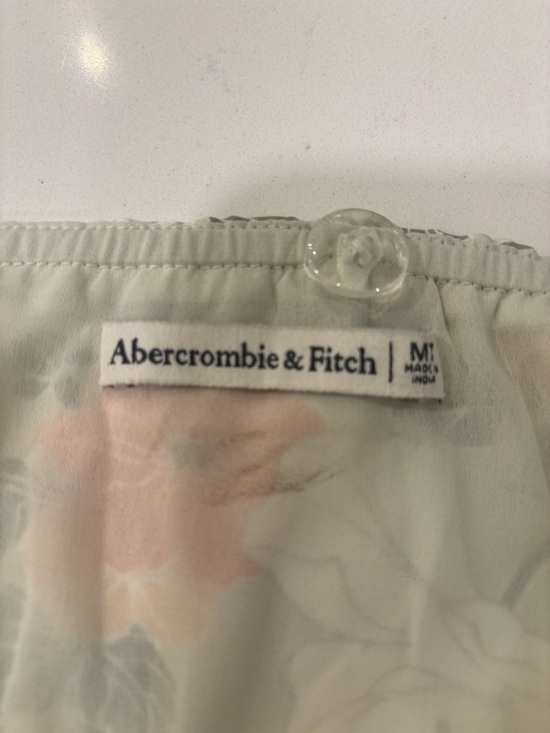 Abercrombie & Fitch | MT
MADE IN
INDIA